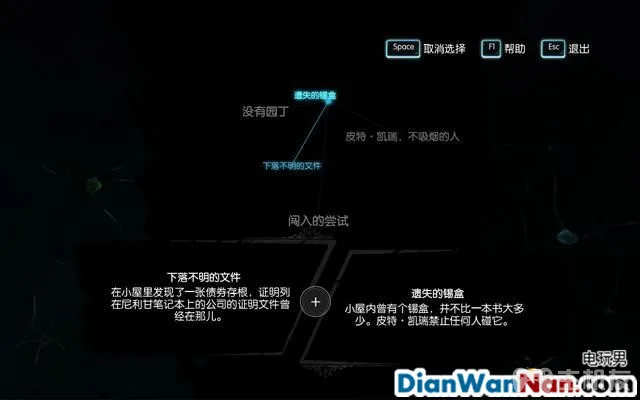 Space 取消选择 F1 帮助 Esc 退出
遗失的锡盒
没有园丁
皮特·凯瑞，不吸烟的人
下落不明的文件
闯入的尝试
下落不明的文件
在小屋里发现了一张债券存根，证明列
在尼利甘笔记本上的公司的证明文件曾
经在那儿。
遗失的锡盒
小屋内曾有个锡盒，并不比一本书大多
少。皮特·凯瑞禁止任何人碰它。
电玩男
DianWanNan.com